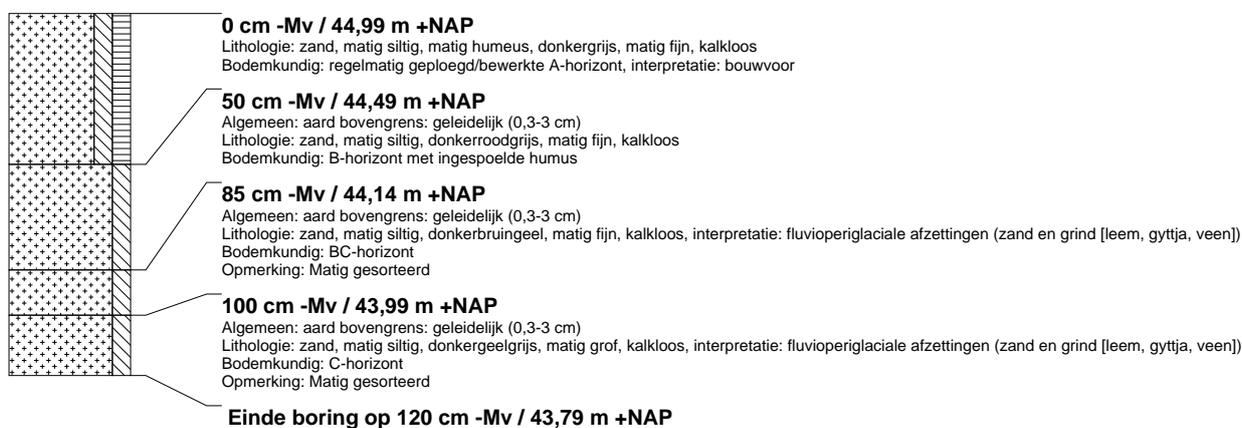 0 cm -Mv / 44,99 m +NAP
Lithologie: zand, matig siltig, matig humeus, donkergrijs, matig fijn, kalkloos
Bodemkundig: regelmatig geploegd/bewerkte A-horizont, interpretatie: bouwvoor
50 cm -Mv / 44,49 m +NAP
Algemeen: aard bovengrens: geleidelijk (0,3-3 cm)
Lithologie: zand, matig siltig, donkerroodgrijs, matig fijn, kalkloos
Bodemkundig: B-horizont met ingespoelde humus
85 cm -Mv / 44,14 m +NAP
Algemeen: aard bovengrens: geleidelijk (0,3-3 cm)
Lithologie: zand, matig siltig, donkerbruingeel, matig fijn, kalkloos, interpretatie: fluvioperiglaciale afzettingen (zand en grind [leem, gyttja, veen])
Bodemkundig: BC-horizont
Opmerking: Matig gesorteerd
100 cm -Mv / 43,99 m +NAP
Algemeen: aard bovengrens: geleidelijk (0,3-3 cm)
Lithologie: zand, matig siltig, donkergeelgrijs, matig grof, kalkloos, interpretatie: fluvioperiglaciale afzettingen (zand en grind [leem, gyttja, veen])
Bodemkundig: C-horizont
Opmerking: Matig gesorteerd
Einde boring op 120 cm -Mv / 43,79 m +NAP